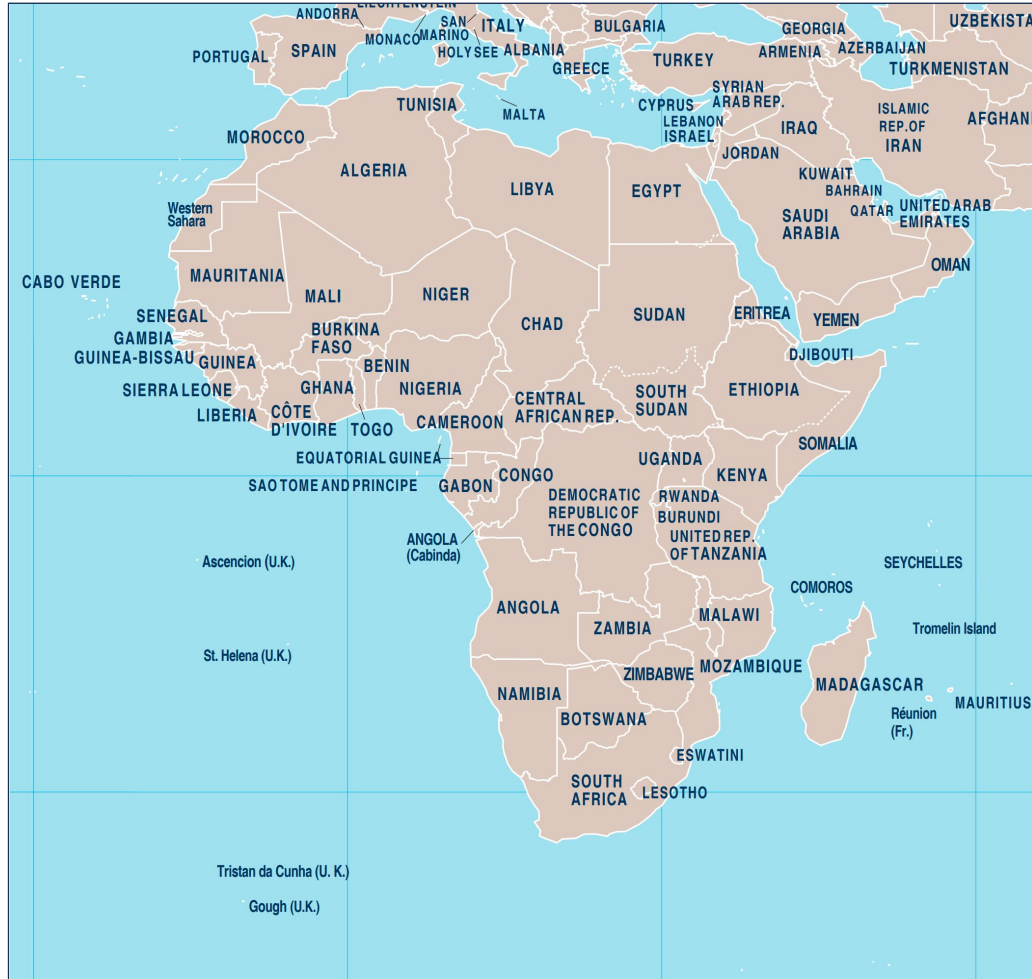 LIECHTENSTEIN
ANDORRA
SAN
MARINO
ITALY
BULGARIA
GEORGIA
UZBEKISTA
MONACO
PORTUGAL
SPAIN
HOLY SEE
ALBANIA
GREECE
TURKEY
ARMENIA
AZERBAIJAN
TURKMENISTAN
TUNISIA
MALTA
CYPRUS
SYRIAN
ARAB REP.
LEBANON
ISRAEL
IRAQ
ISLAMIC
REP. OF
IRAN
AFGHANI
MOROCCO
JORDAN
ALGERIA
LIBYA
EGYPT
KUWAIT
BAHRAIN
QATAR
UNITED ARAB
EMIRATES
Western
Sahara
SAUDI
ARABIA
OMAN
CABO VERDE
MAURITANIA
MALI
NIGER
CHAD
SUDAN
ERITREA
YEMEN
SENEGAL
GAMBIA
GUINEA-BISSAU
GUINEA
BURKINA
FASO
BENIN
DJIBOUTI
SIERRA LEONE
GHANA
NIGERIA
CENTRAL
AFRICAN REP.
SOUTH
SUDAN
ETHIOPIA
LIBERIA
CÔTE
D'IVOIRE
TOGO
CAMEROON
SOMALIA
EQUATORIAL GUINEA
UGANDA
KENYA
SAO TOME AND PRINCIPE
GABON
CONGO
DEMOCRATIC
REPUBLIC OF
THE CONGO
RWANDA
BURUNDI
UNITED REP.
OF TANZANIA
ANGOLA
(Cabinda)
Ascencion (U.K.)
SEYCHELLES
COMOROS
ANGOLA
ZAMBIA
MALAWI
Tromelin Island
St. Helena (U.K.)
ZIMBABWE
MOZAMBIQUE
NAMIBIA
MADAGASCAR
MAURITIUS
BOTSWANA
Réunion
(Fr.)
ESWATINI
SOUTH
AFRICA
LESOTHO
Tristan da Cunha (U. K.)
Gough (U.K.)